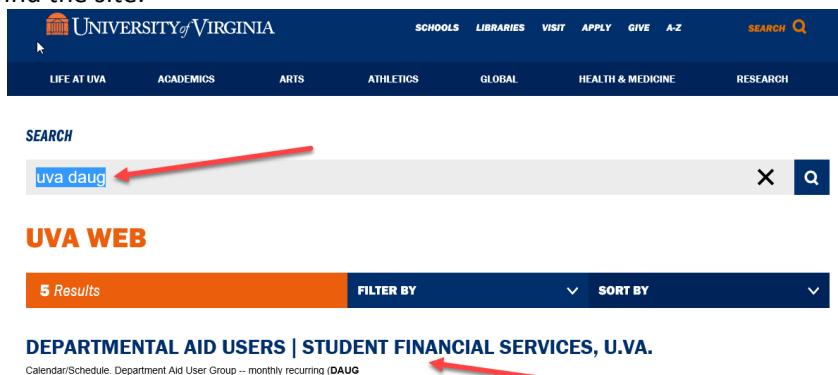 ind the site.
UNIVERSITY of VIRGINIA SCHOOLS LIBRARIES VISIT APPLY GIVE A-Z SEARCH
LIFE AT UVA ACADEMICS ARTS ATHLETICS GLOBAL HEALTH & MEDICINE RESEARCH
SEARCH
uva daug
UVA WEB
5 Results FILTER BY SORT BY
DEPARTMENTAL AID USERS | STUDENT FINANCIAL SERVICES, U.VA.
Calendar/Schedule. Department Aid User Group -- monthly recurring (DAUG